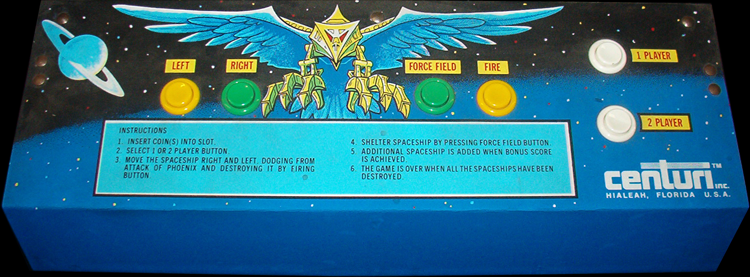 LEFT
RIGHT
FORCE FIELD
FIRE
1 PLAYER
2 PLAYER
INSTRUCTIONS
1. INSERT COIN(S) INTO SLOT.
2. SELECT 1 OR 2 PLAYER BUTTON.
3. MOVE THE SPACESHIP RIGHT AND LEFT, DODGING FROM
ATTACK OF PHOENIX AND DESTROYING IT BY EIRING
BUTTON.
4. SHELTER SPACESHIP BY PRESSING FORCE FIELD BUTTON.
5. ADDITIONAL SPACESHIP IS ADDED WHEN BONUS SCORE
IS ACHIEVED.
6. THE GAME IS OVER WHEN ALL THE SPACESHIPS HAVE BEEN
DESTROYED.
centuri INC. TM
HIALEAH, FLORIDA U.S.A.